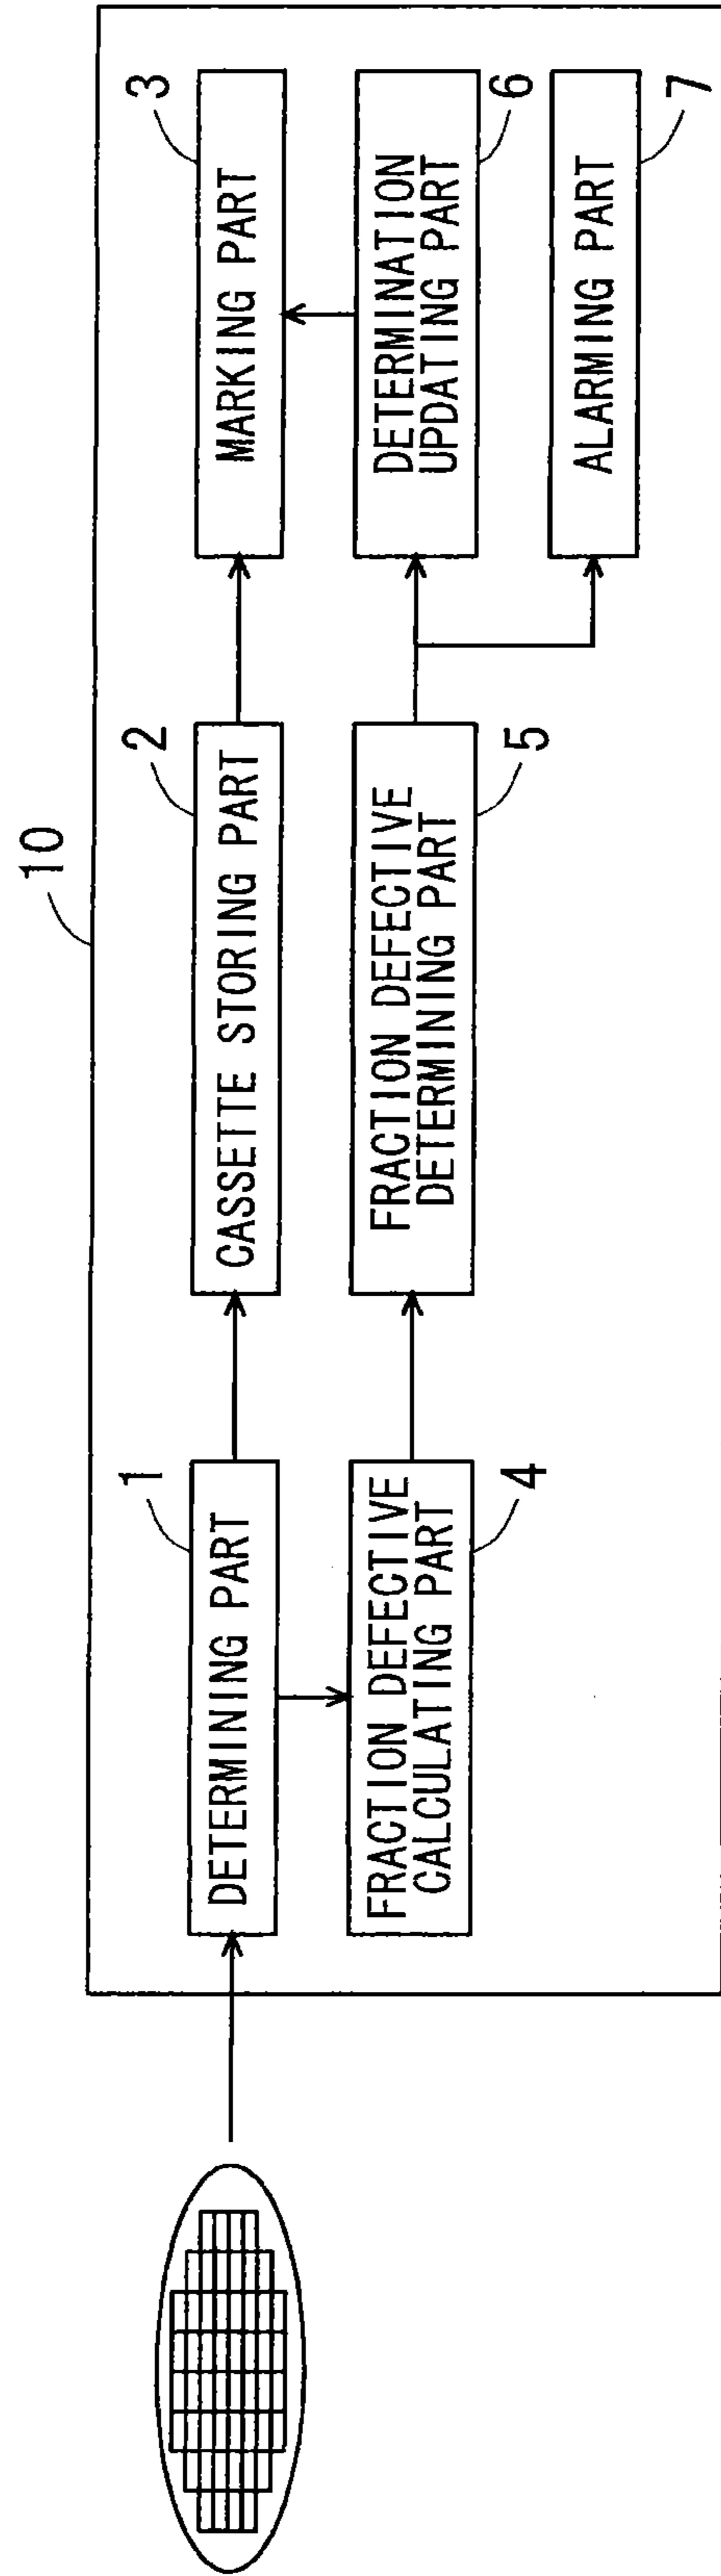 10
1
DETERMINING PART
2
CASSETTE STORING PART
3
MARKING PART
FRACTION DEFECTIVE
CALCULATING PART
4
FRACTION DEFECTIVE
DETERMINING PART
5
DETERMINATION
UPDATING PART
6
ALARMING PART
7